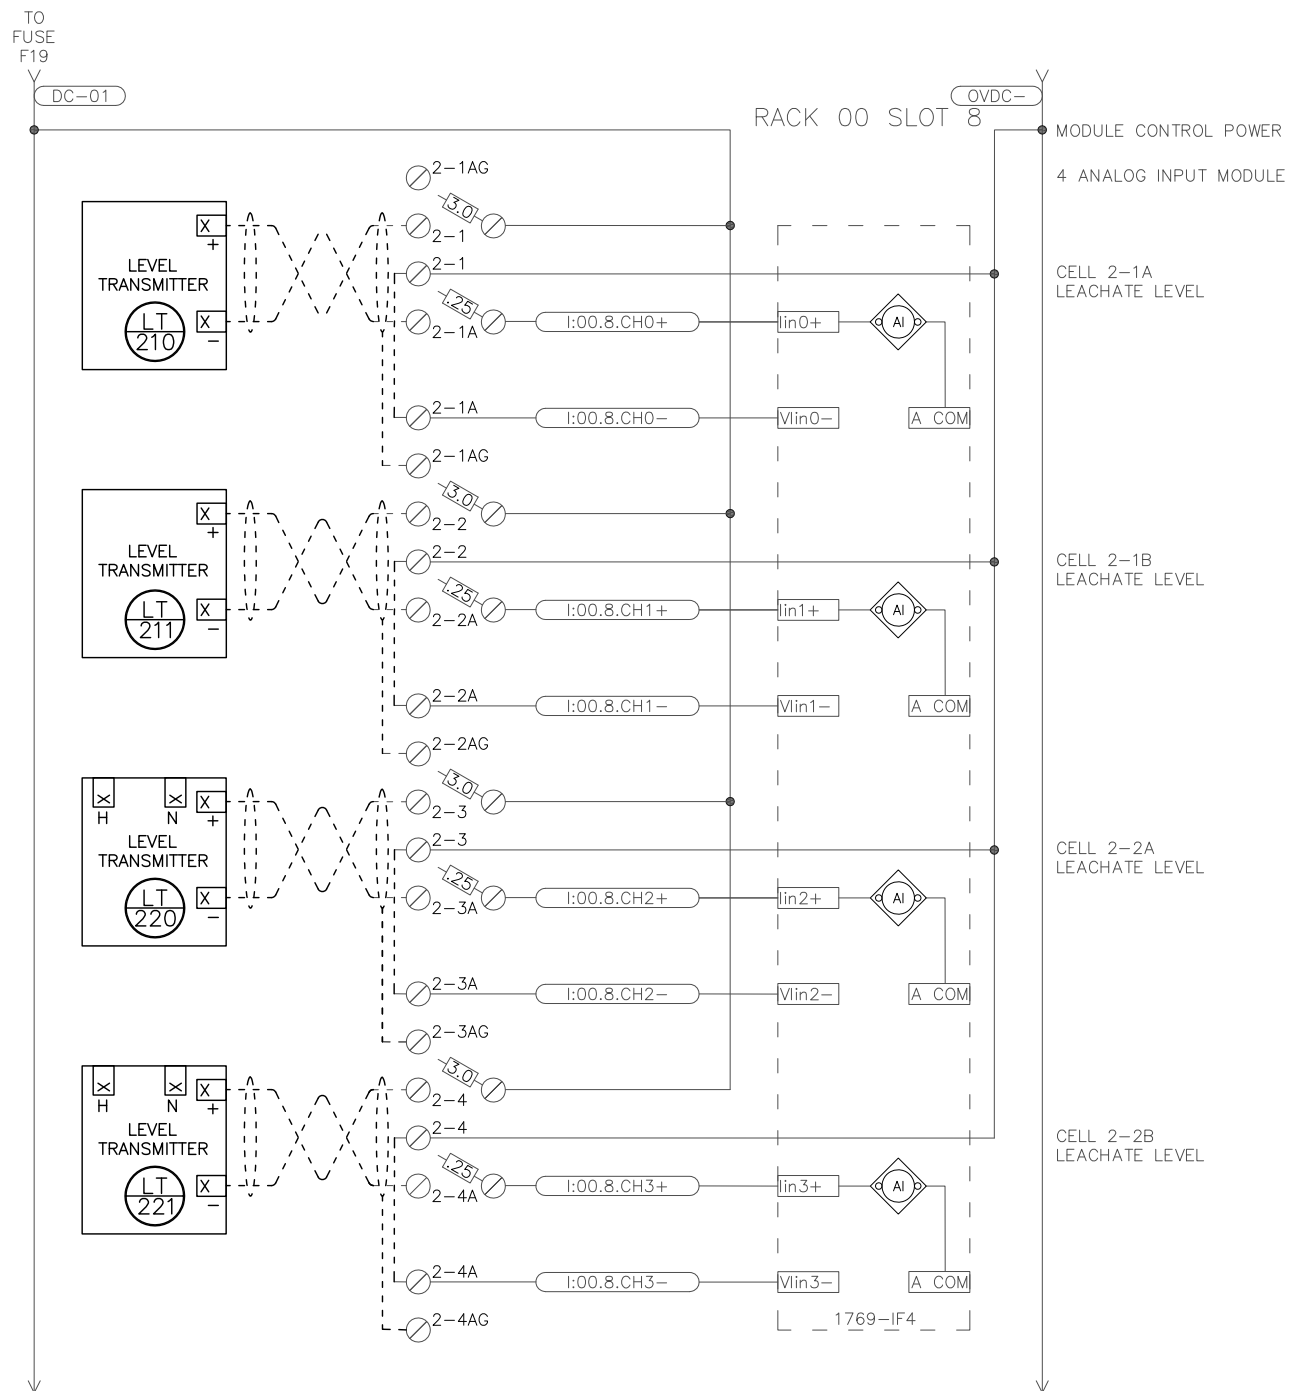 TO
FUSE
F19
DC-01
0VDC-
RACK 00 SLOT 8
MODULE CONTROL POWER
4 ANALOG INPUT MODULE
2-1AG
3.0
X
+
2-1
LEVEL
TRANSMITTER
LT
210
X
-
2-1
.25
2-1A
I:00.8.CH0+
Iin0+
AI
CELL 2-1A
LEACHATE LEVEL
2-1A
I:00.8.CH0-
VIin0-
A COM
2-1AG
3.0
X
+
2-2
LEVEL
TRANSMITTER
LT
211
X
-
2-2
.25
2-2A
I:00.8.CH1+
Iin1+
AI
CELL 2-1B
LEACHATE LEVEL
2-2A
I:00.8.CH1-
VIin1-
A COM
2-2AG
3.0
X
H
X
N
X
+
2-3
LEVEL
TRANSMITTER
LT
220
X
-
2-3
.25
2-3A
I:00.8.CH2+
Iin2+
AI
CELL 2-2A
LEACHATE LEVEL
2-3A
I:00.8.CH2-
VIin2-
A COM
2-3AG
3.0
X
H
X
N
X
+
2-4
LEVEL
TRANSMITTER
LT
221
X
-
2-4
.25
2-4A
I:00.8.CH3+
Iin3+
AI
CELL 2-2B
LEACHATE LEVEL
2-4A
I:00.8.CH3-
VIin3-
A COM
2-4AG
1769-IF4